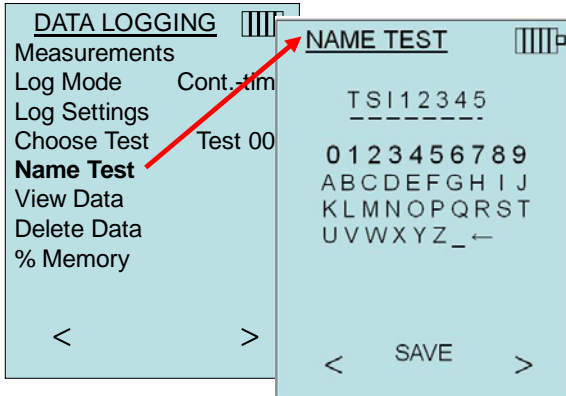 DATA LOGGING
Measurements
Log Mode Cont.-tim
Log Settings
Choose Test Test 00
Name Test
View Data
Delete Data
% Memory
< >
NAME TEST
TSI12345
0123456789
ABCDEFGHIJ
KLMNOPQRST
UVWXYZ_←
< SAVE >